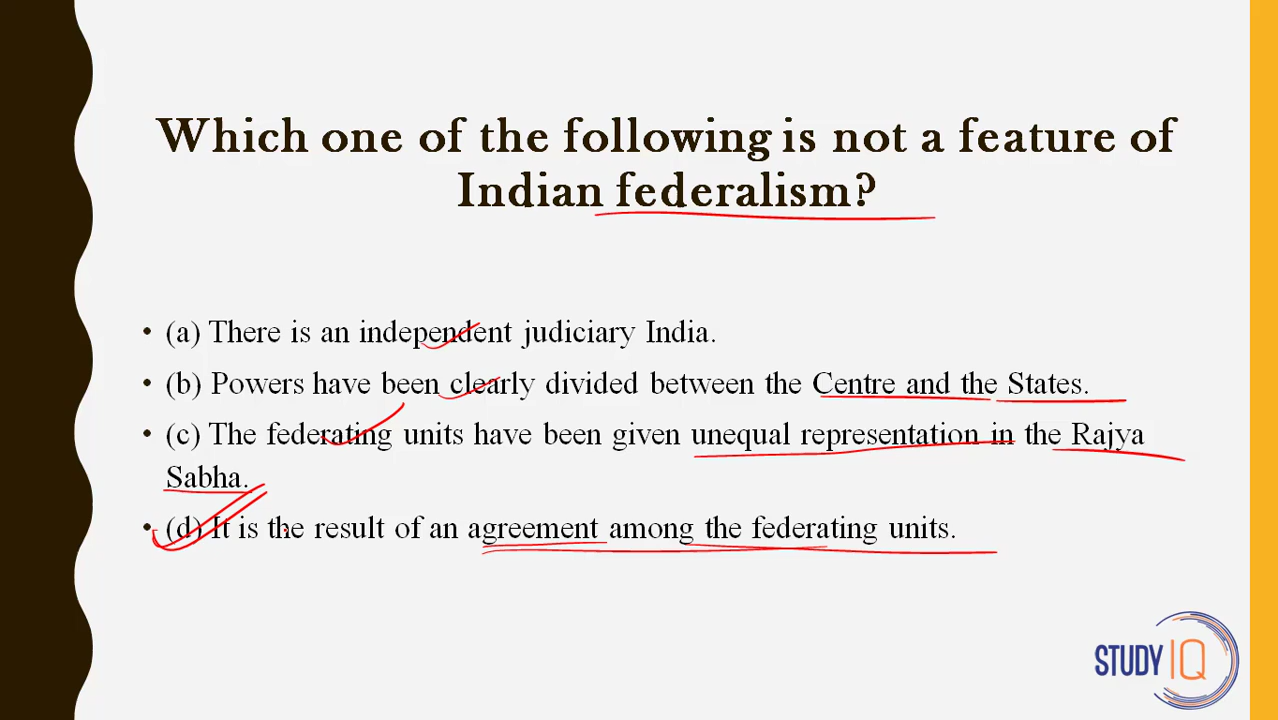 Which one of the following is not a feature of
Indian federalism?
• (a) There is an independent judiciary India.
• (b) Powers have been clearly divided between the Centre and the States.
• (c) The federating units have been given unequal representation in the Rajya
Sabha.
• (d) It is the result of an agreement among the federating units.
STUDY IQ